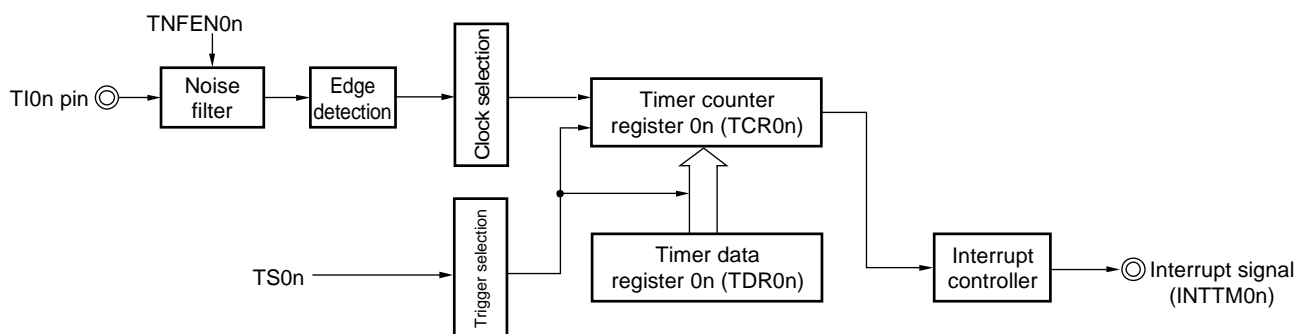 TNFEN0n
TI0n pin
Noise
filter
Edge
detection
Clock selection
Timer counter
register 0n (TCR0n)
TS0n
Trigger selection
Timer data
register 0n (TDR0n)
Interrupt
controller
Interrupt signal
(INTTM0n)